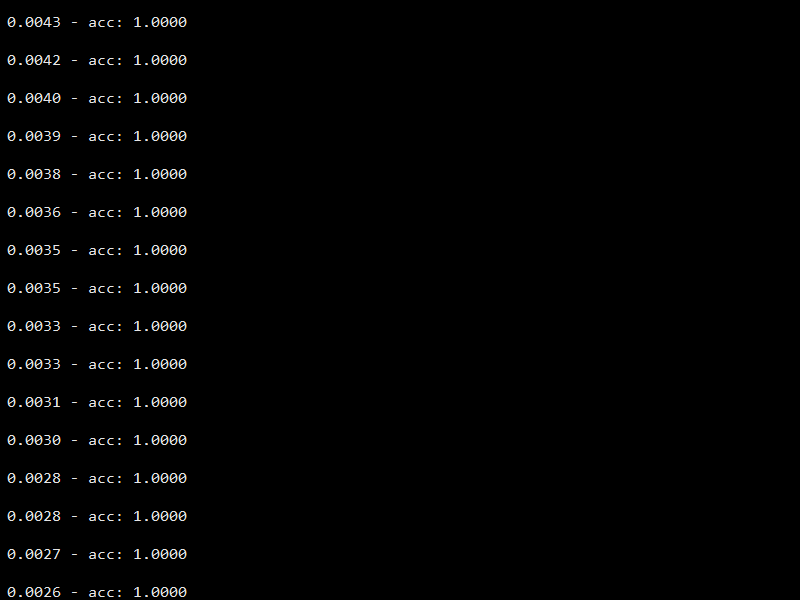 0.0043 - acc: 1.0000
0.0042 - acc: 1.0000
0.0040 - acc: 1.0000
0.0039 - acc: 1.0000
0.0038 - acc: 1.0000
0.0036 - acc: 1.0000
0.0035 - acc: 1.0000
0.0035 - acc: 1.0000
0.0033 - acc: 1.0000
0.0033 - acc: 1.0000
0.0031 - acc: 1.0000
0.0030 - acc: 1.0000
0.0028 - acc: 1.0000
0.0028 - acc: 1.0000
0.0027 - acc: 1.0000
0.0026 - acc: 1.0000